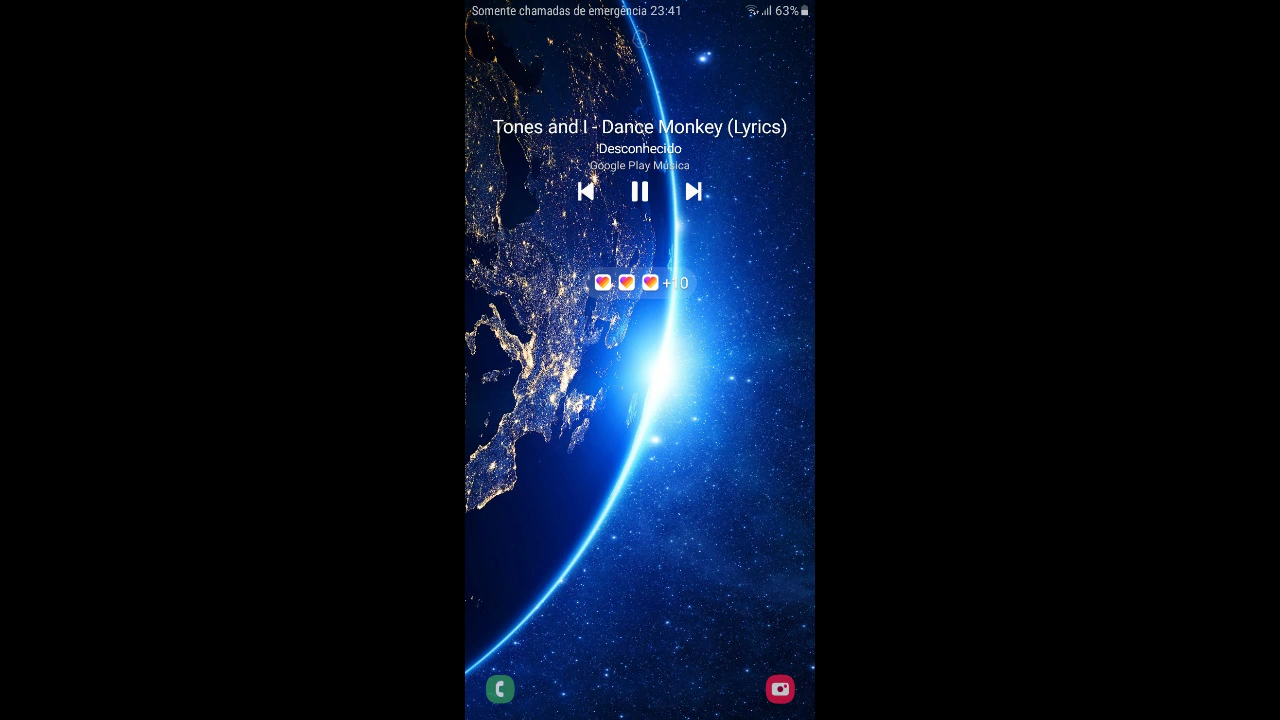 Somente chamadas de emergência 23:41 63%
Tones and I - Dance Monkey (Lyrics)
Desconhecido
Google Play Música
+10